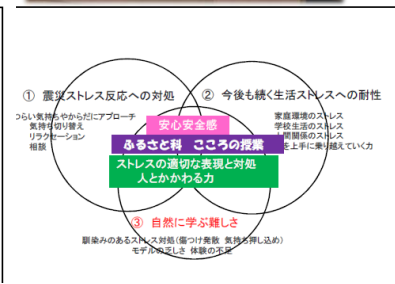 ① 震災ストレス反応への対処
② 今後も続く生活ストレスへの耐性
つらい気持ちやからだにアプローチ
気持ち切り替え
リラクセーション
相談
家庭環境のストレス
学校生活のストレス
人間関係のストレス
を上手に乗り越えていく力
安心安全感
ふるさと科 こころの授業
ストレスの適切な表現と対処
人とかかわる力
③ 自然に学ぶ難しさ
馴染みのあるストレス対処(傷つけ発散 気持ち押し込め)
モデルの乏しさ 体験の不足